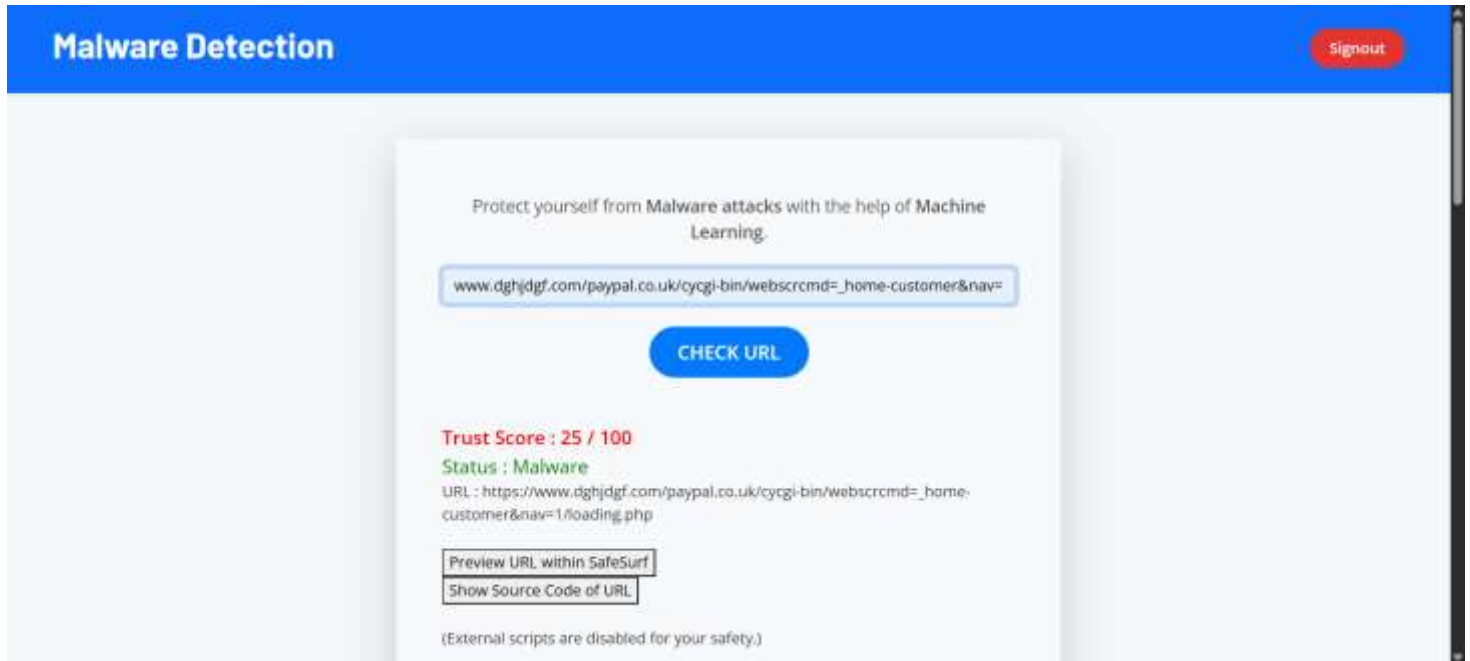 Malware Detection
Signout
Protect yourself from Malware attacks with the help of Machine
Learning.
www.dghjdgf.com/paypal.co.uk/cycgi-bin/webscrcmd=_home-customer&nav=
CHECK URL
Trust Score : 25 / 100
Status : Malware
URL : https://www.dghjdgf.com/paypal.co.uk/cycgi-bin/webscrcmd=_home-
customer&nav=1/loading.php
Preview URL within SafeSurf
Show Source Code of URL
(External scripts are disabled for your safety.)